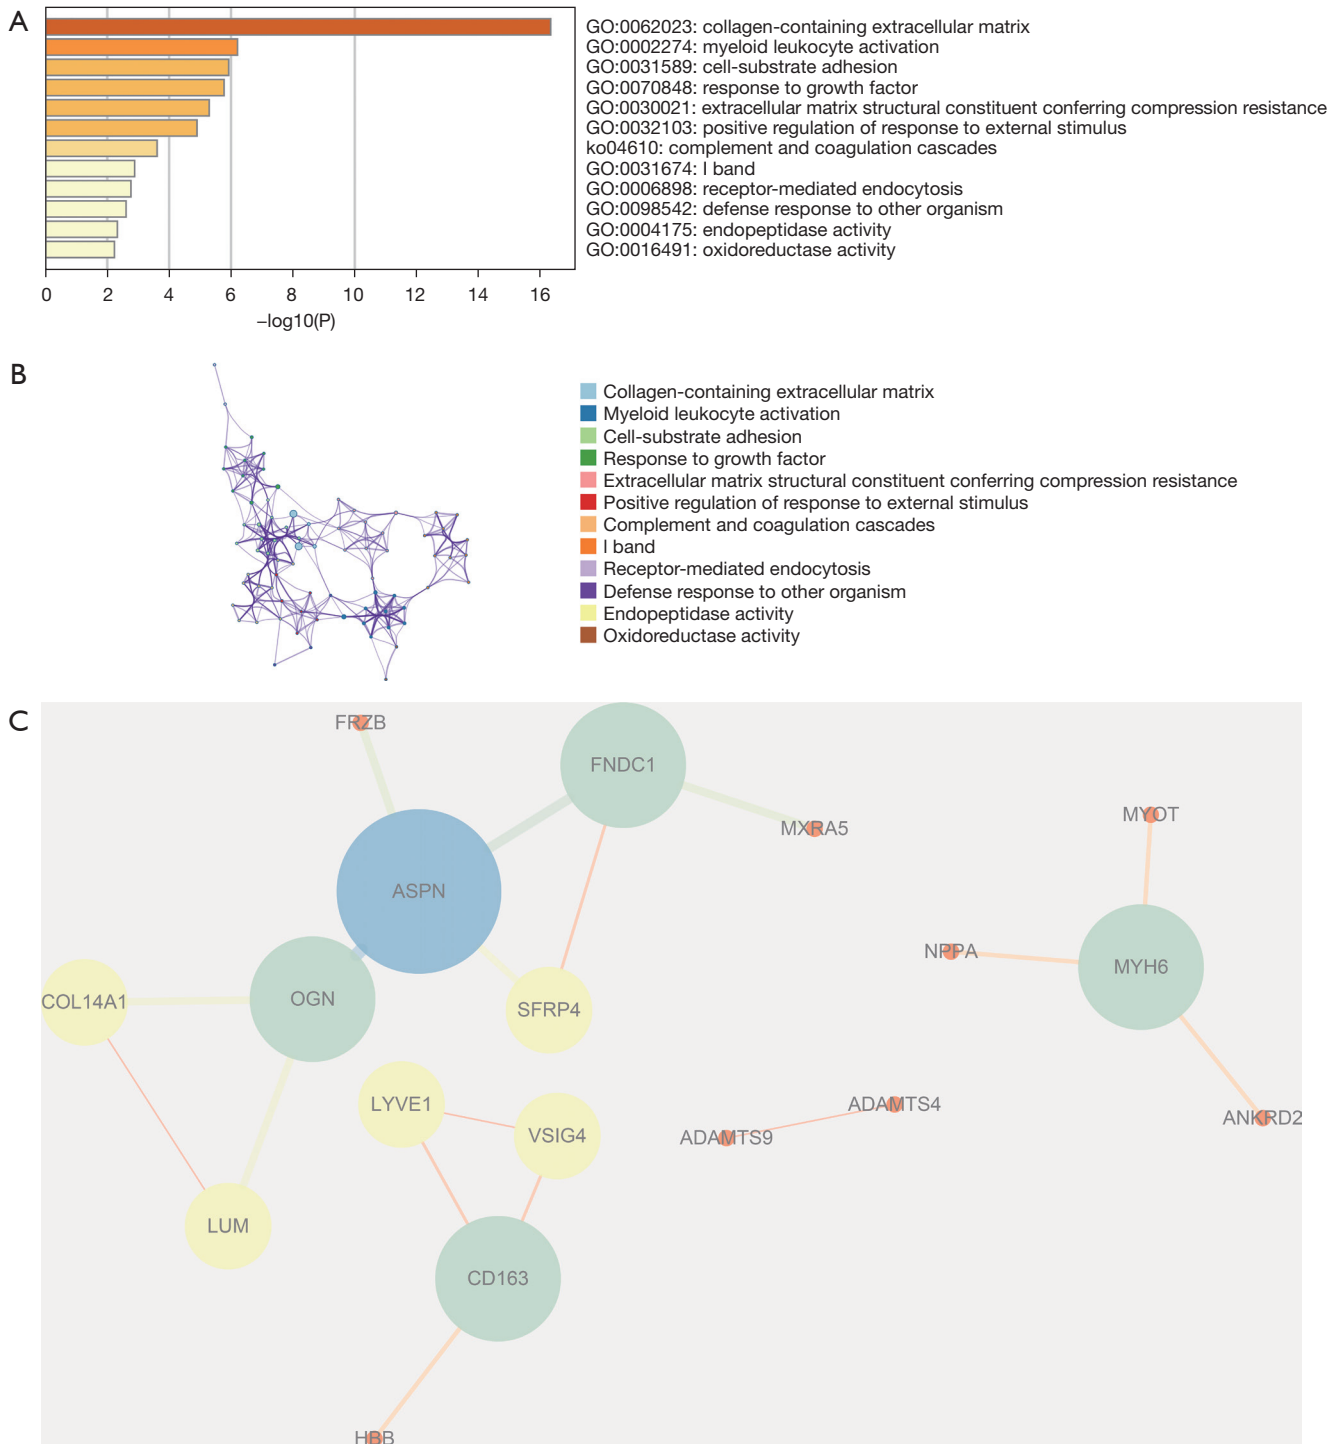 A
GO:0062023: collagen-containing extracellular matrix
GO:0002274: myeloid leukocyte activation
GO:0031589: cell-substrate adhesion
GO:0070848: response to growth factor
GO:0030021: extracellular matrix structural constituent conferring compression resistance
GO:0032103: positive regulation of response to external stimulus
ko04610: complement and coagulation cascades
GO:0031674: I band
GO:0006898: receptor-mediated endocytosis
GO:0098542: defense response to other organism
GO:0004175: endopeptidase activity
GO:0016491: oxidoreductase activity
0 2 4 6 8 10 12 14 16
–log10(P)
B
Collagen-containing extracellular matrix
Myeloid leukocyte activation
Cell-substrate adhesion
Response to growth factor
Extracellular matrix structural constituent conferring compression resistance
Positive regulation of response to external stimulus
Complement and coagulation cascades
I band
Receptor-mediated endocytosis
Defense response to other organism
Endopeptidase activity
Oxidoreductase activity
C
FRZB
FNDC1
MXRA5
MYOT
ASPN
NPPA
MYH6
COL14A1
OGN
SFRP4
LYVE1
ADAMTS4
ANKRD2
VSIG4
ADAMTS9
LUM
CD163
HBB